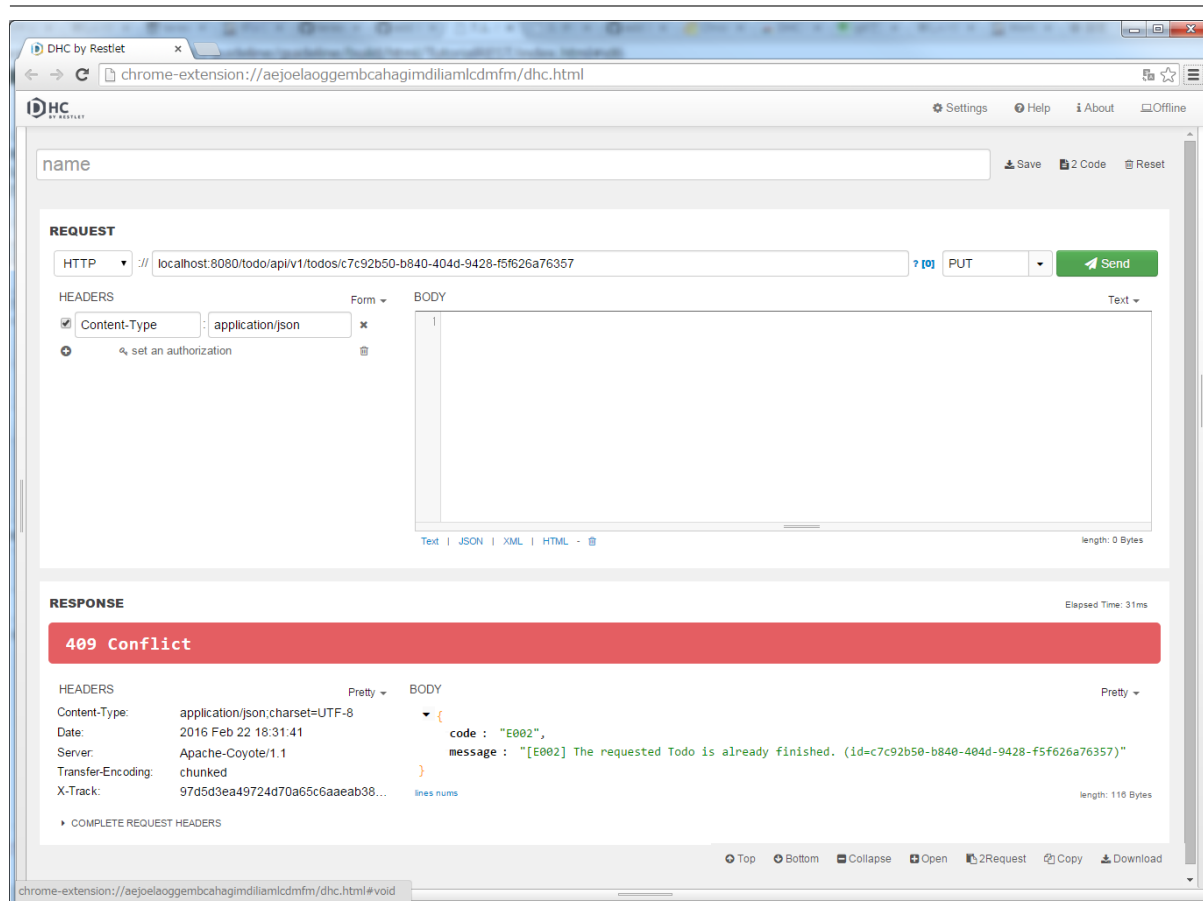 DHC by Restlet ×
chrome-extension://aejoelaoggembcahagimdiliamlcdmfm/dhc.html
DHC
BY RESTLET
Settings Help About Offline
name
Save 2 Code Reset
REQUEST
HTTP :// localhost:8080/todo/api/v1/todos/c7c92b50-b840-404d-9428-f5f626a76357 ? [0] PUT Send
HEADERS Form BODY Text
Content-Type : application/json 1
set an authorization
Text | JSON | XML | HTML - length: 0 Bytes
RESPONSE Elapsed Time: 31ms
409 Conflict
HEADERS Pretty BODY Pretty
Content-Type: application/json;charset=UTF-8 {
Date: 2016 Feb 22 18:31:41 code : "E002",
Server: Apache-Coyote/1.1 message : "[E002] The requested Todo is already finished. (id=c7c92b50-b840-404d-9428-f5f626a76357)"
Transfer-Encoding: chunked }
X-Track: 97d5d3ea49724d70a65c6aaeab38... lines nums length: 116 Bytes
COMPLETE REQUEST HEADERS
Top Bottom Collapse Open 2Request Copy Download
chrome-extension://aejoelaoggembcahagimdiliamlcdmfm/dhc.html#void